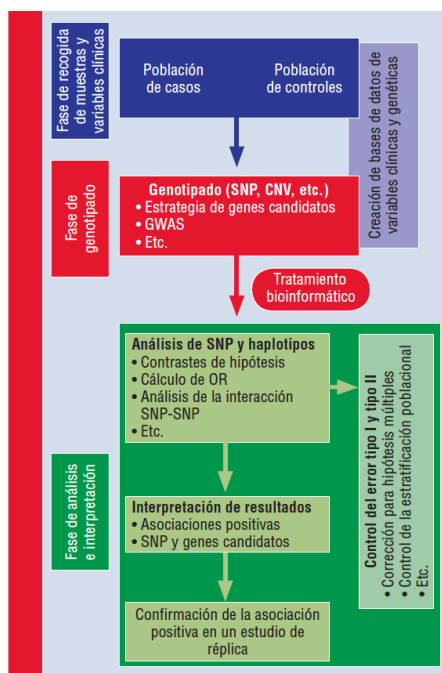 Fase de recogida
de muestras y
variables clínicas
Población
de casos
Población
de controles
Creación de bases de datos de
variables clínicas y genéticas
Fase de
genotipado
Genotipado (SNP, CNV, etc.)
• Estrategia de genes candidatos
• GWAS
• Etc.
Tratamiento
bioinformático
Fase de análisis
e interpretación
Análisis de SNP y haplotipos
• Contrastes de hipótesis
• Cálculo de OR
• Análisis de la interacción
SNP-SNP
• Etc.
Control del error tipo I y tipo II
• Corrección para hipótesis múltiples
• Control de la estratificación poblacional
• Etc.
Interpretación de resultados
• Asociaciones positivas
• SNP y genes candidatos
Confirmación de la asociación
positiva en un estudio de
réplica